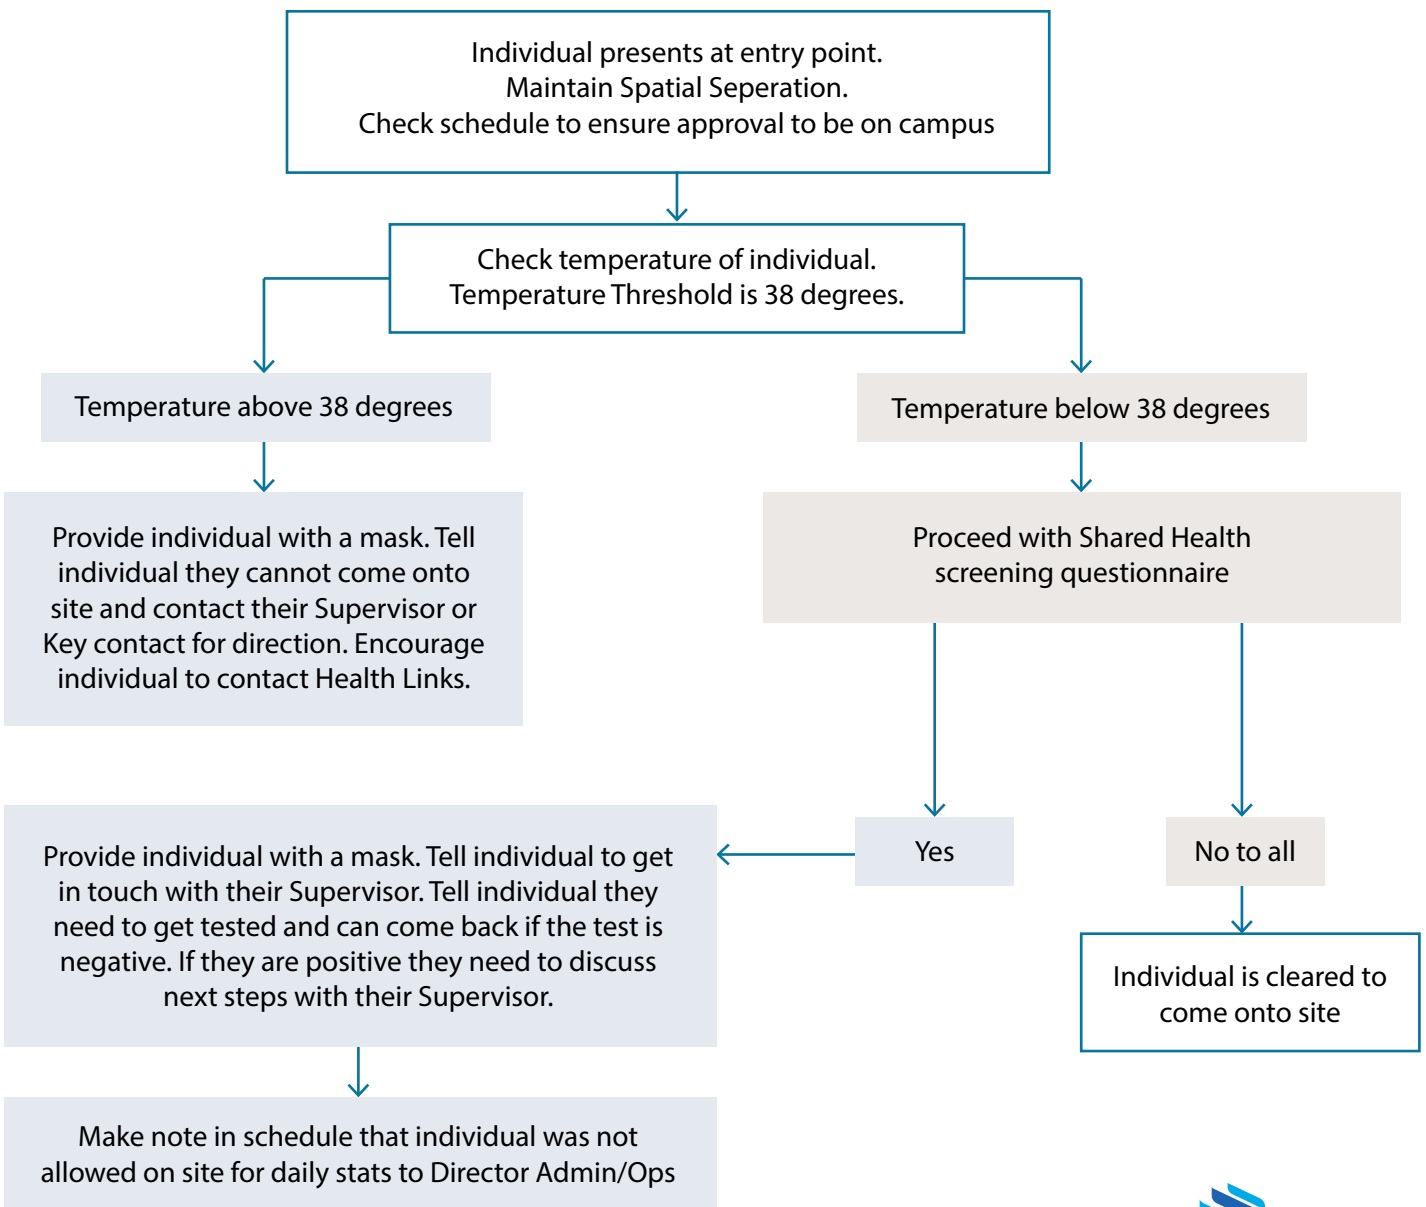 Individual presents at entry point.
Maintain Spatial Seperation.
Check schedule to ensure approval to be on campus
Check temperature of individual.
Temperature Threshold is 38 degrees.
Temperature above 38 degrees
Temperature below 38 degrees
Provide individual with a mask. Tell
individual they cannot come onto
site and contact their Supervisor or
Key contact for direction. Encourage
individual to contact Health Links.
Proceed with Shared Health
screening questionnaire
Yes
No to all
Provide individual with a mask. Tell individual to get
in touch with their Supervisor. Tell individual they
need to get tested and can come back if the test is
negative. If they are positive they need to discuss
next steps with their Supervisor.
Individual is cleared to
come onto site
Make note in schedule that individual was not
allowed on site for daily stats to Director Admin/Ops